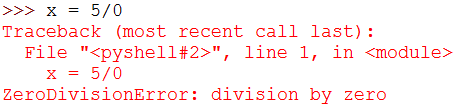 >>> x = 5/0
Traceback (most recent call last):
  File "<pyshell#2>", line 1, in <module>
    x = 5/0
ZeroDivisionError: division by zero